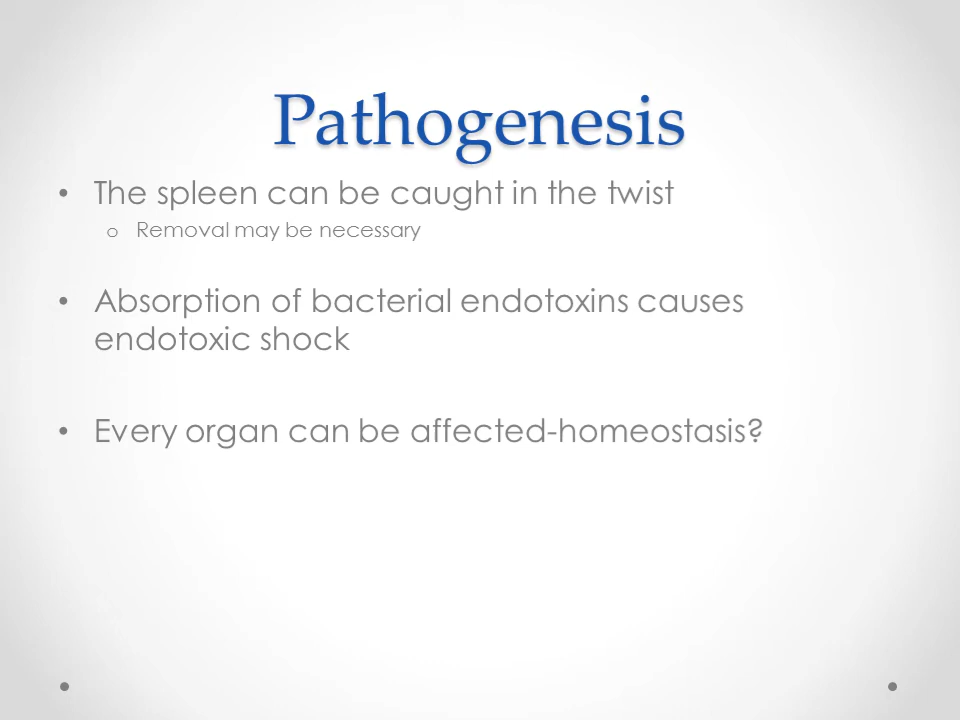 Pathogenesis
• The spleen can be caught in the twist
o Removal may be necessary
• Absorption of bacterial endotoxins causes
endotoxic shock
• Every organ can be affected-homeostasis?